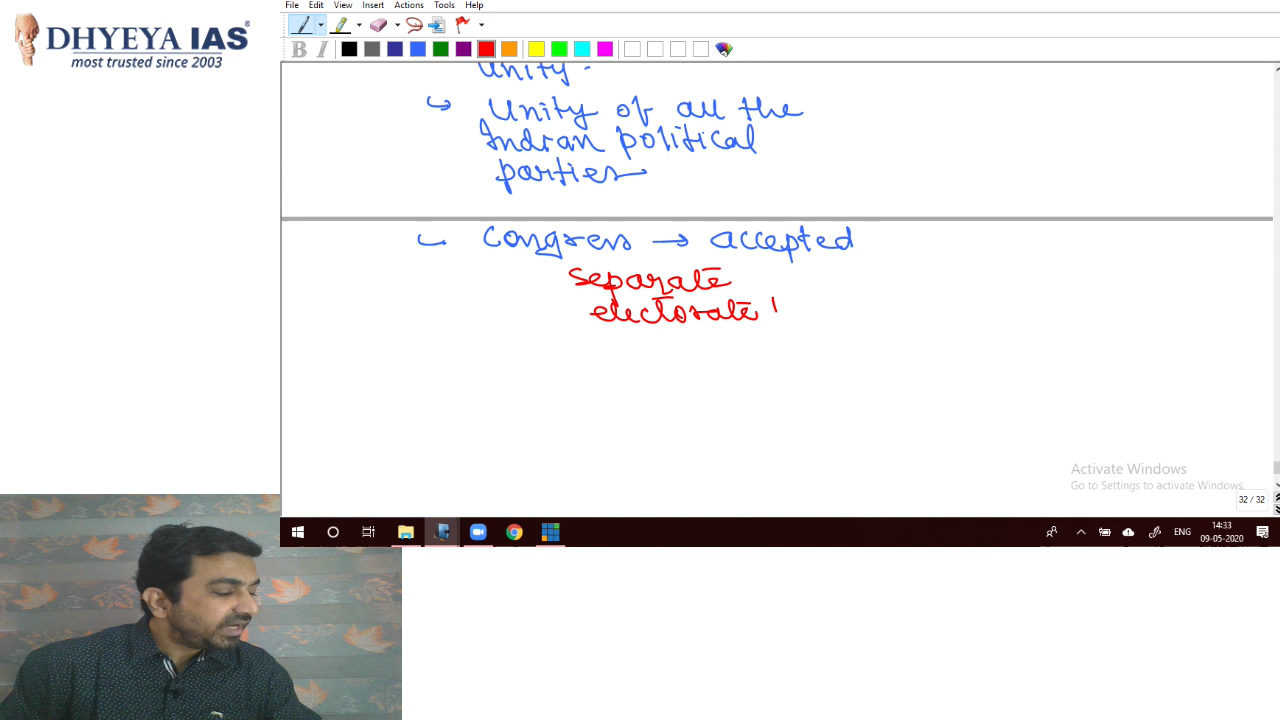 File Edit View Insert Actions Tools Help
DHYEYA IAS®
most trusted since 2003
B I
Unity -
↳ Unity of all the
Indian political
parties
↳ Congress → accepted
Separate
electorate
Activate Windows
Go to Settings to activate Windows.
32 / 32
ENG
14:33
09-05-2020